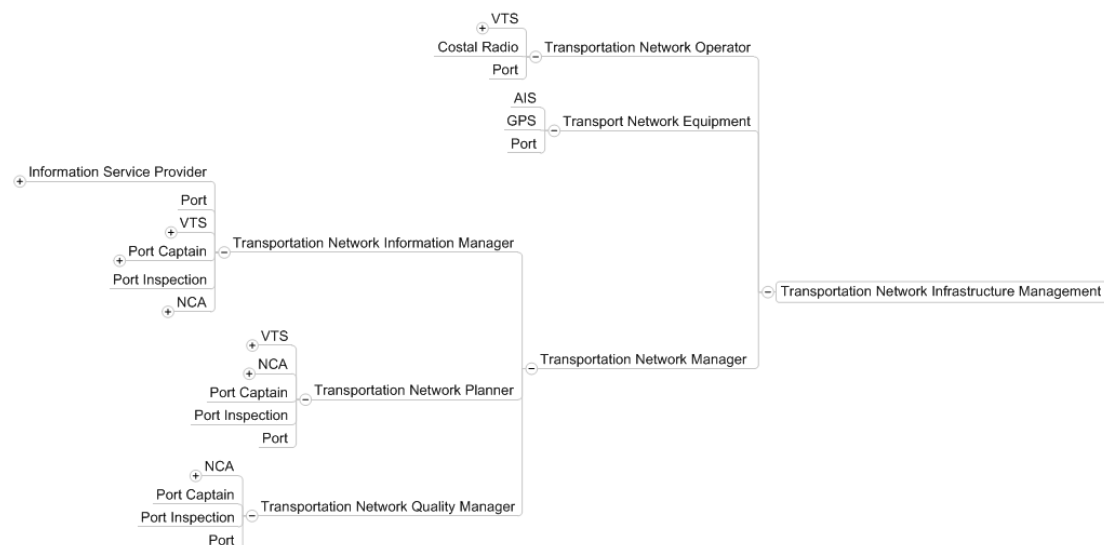 VTS
Costal Radio
Port
Transportation Network Operator
AIS
GPS
Port
Transport Network Equipment
Information Service Provider
Port
VTS
Port Captain
Port Inspection
NCA
Transportation Network Information Manager
Transportation Network Infrastructure Management
VTS
NCA
Port Captain
Port Inspection
Port
Transportation Network Planner
Transportation Network Manager
NCA
Port Captain
Port Inspection
Port
Transportation Network Quality Manager